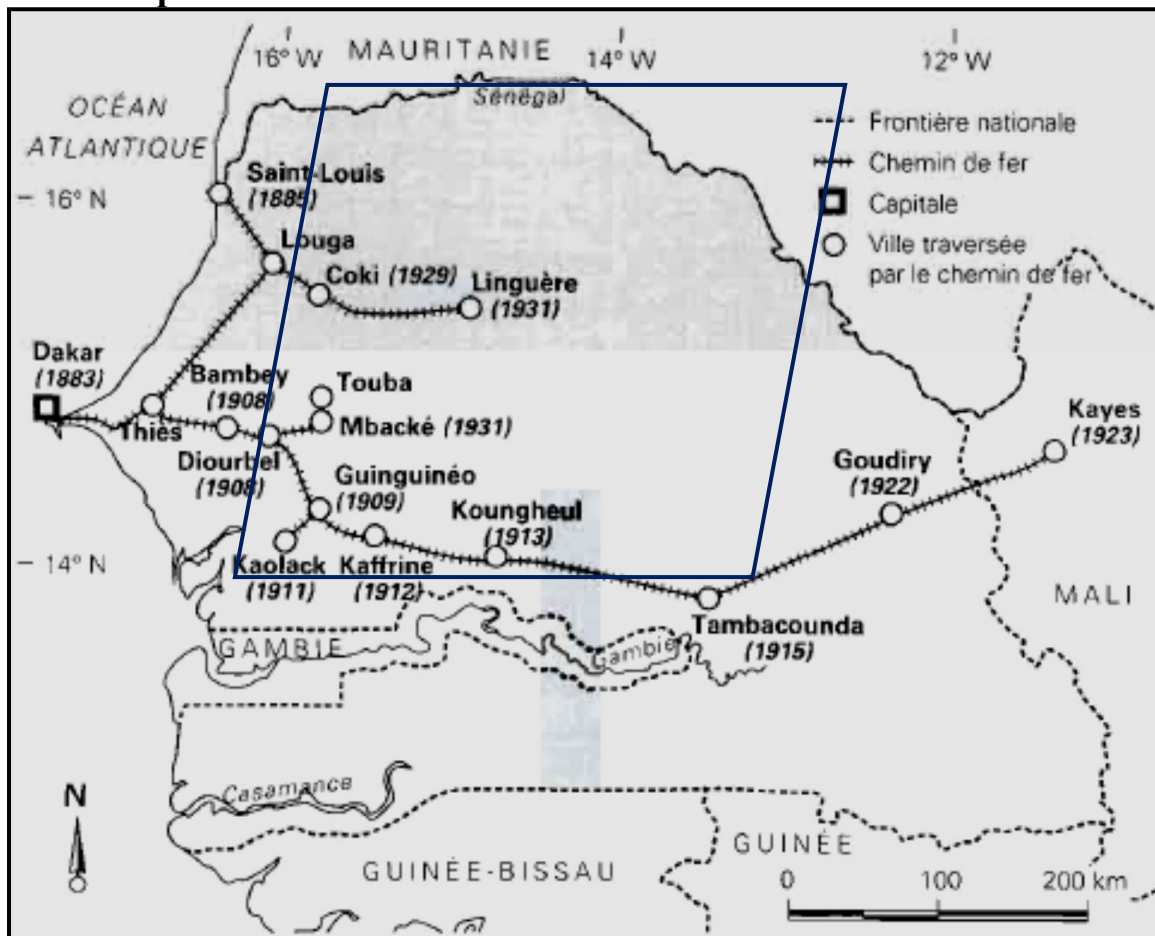 16° W
MAURITANIE
14° W
12° W
OCÉAN
ATLANTIQUE
Sénégal
Frontière nationale
Chemin de fer
Capitale
Ville traversée
par le chemin de fer
16° N
Saint-Louis
(1885)
Louga
Coki (1929)
Linguère
(1931)
Dakar
(1883)
Bambey
(1908)
Touba
Mbacké (1931)
Thiès
Diourbel
(1908)
Guinguinéo
(1909)
Koungheul
(1913)
Goudiry
(1922)
Kayes
(1923)
14° N
Kaolack
(1911)
Kaffrine
(1912)
MALI
GAMBIE
Gambie
Tambacounda
(1915)
Casamance
N
GUINÉE-BISSAU
GUINÉE
0 100 200 km